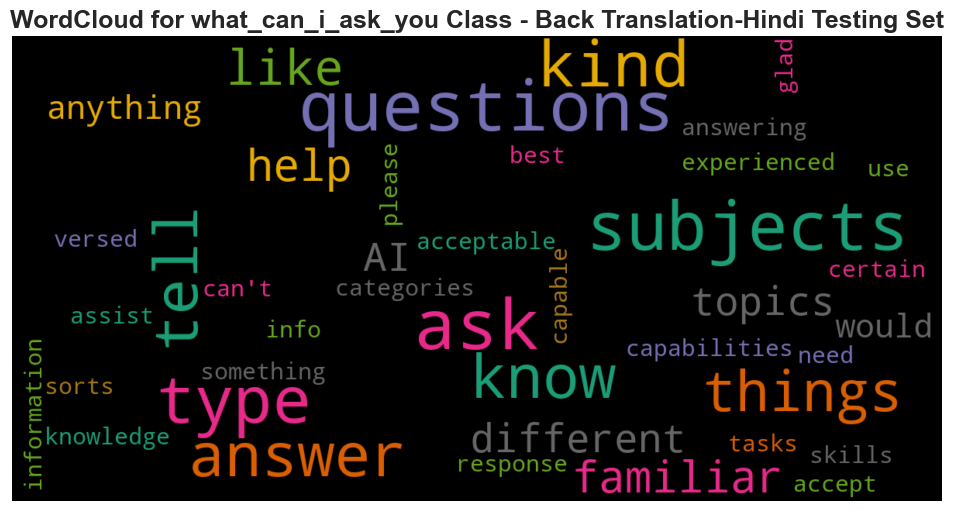 WordCloud for what_can_i_ask_you Class - Back Translation-Hindi Testing Set
like
kind
glad
anything
questions
answering
help
please
best
experienced
use
versed
tell
AI
acceptable
subjects
can't
categories
capable
certain
assist
info
ask
topics
would
information
something
capabilities
need
sorts
type
know
things
knowledge
answer
different
tasks
skills
response
familiar
accept